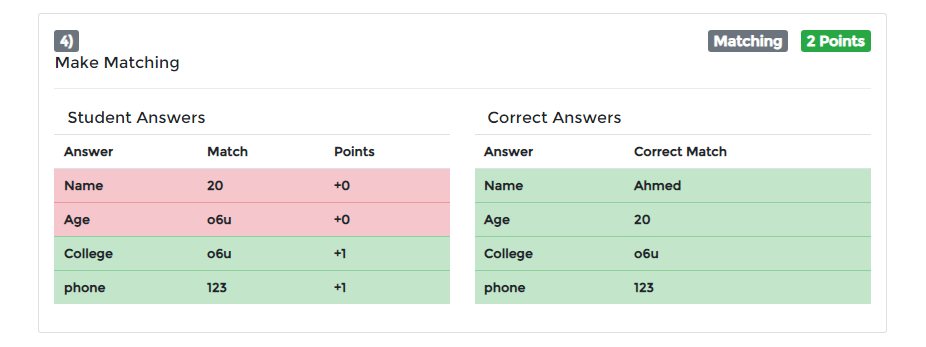 4) Matching 2 Points
Make Matching
Student Answers Correct Answers
Answer Match Points Answer Correct Match
Name 20 +0 Name Ahmed
Age o6u +0 Age 20
College o6u +1 College o6u
phone 123 +1 phone 123